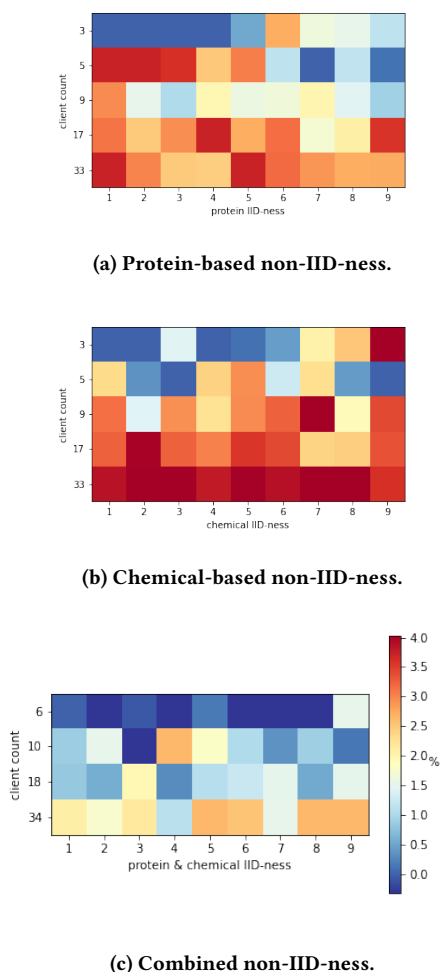 client count
3
5
9
17
33
1 2 3 4 5 6 7 8 9
protein IID-ness
(a) Protein-based non-IID-ness.
client count
3
5
9
17
33
1 2 3 4 5 6 7 8 9
chemical IID-ness
(b) Chemical-based non-IID-ness.
client count
6
10
18
34
1 2 3 4 5 6 7 8 9
protein & chemical IID-ness
4.0
3.5
3.0
2.5
2.0
%
1.5
1.0
0.5
0.0
(c) Combined non-IID-ness.